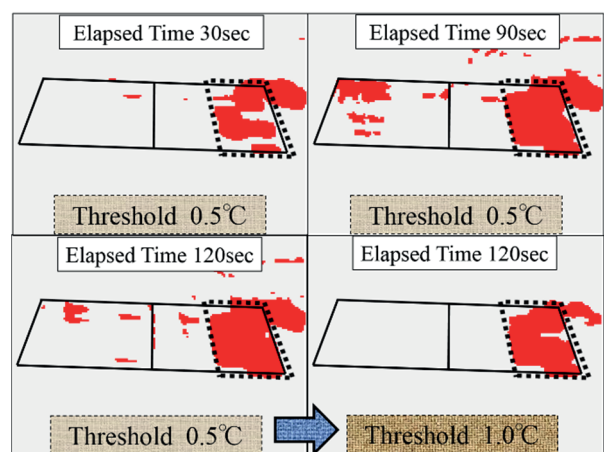 Elapsed Time 30sec
Elapsed Time 90sec
Threshold 0.5℃
Threshold 0.5℃
Elapsed Time 120sec
Elapsed Time 120sec
Threshold 0.5℃
Threshold 1.0℃